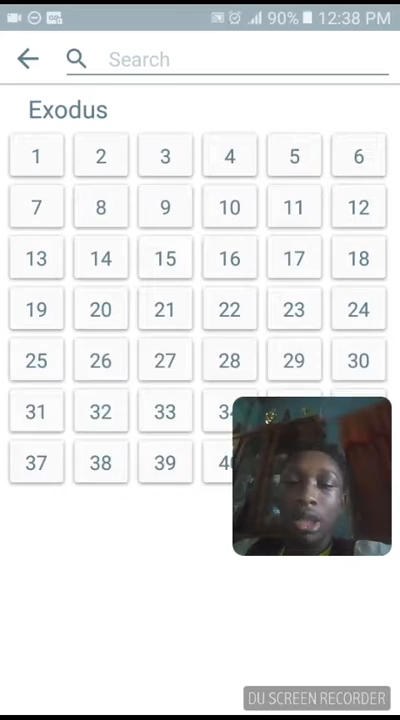 90% 12:38 PM
Search
Exodus
1 2 3 4 5 6
7 8 9 10 11 12
13 14 15 16 17 18
19 20 21 22 23 24
25 26 27 28 29 30
31 32 33
37 38 39
DU SCREEN RECORDER